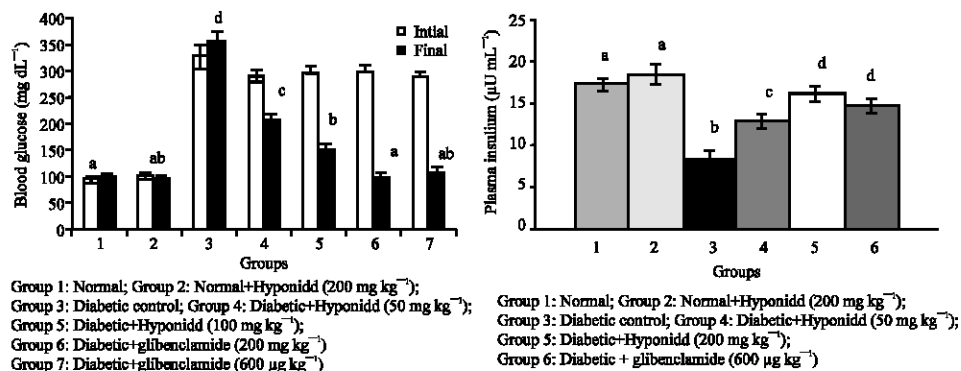 400
350
300
250
200
150
100
50
0
Blood glucose (mg dL⁻¹)
Intial
Final
a
ab
d
c
b
a
ab
1 2 3 4 5 6 7
Groups
Group 1: Normal; Group 2: Normal+Hyponidd (200 mg kg⁻¹);
Group 3: Diabetic control; Group 4: Diabetic+Hyponidd (50 mg kg⁻¹);
Group 5: Diabetic+Hyponidd (100 mg kg⁻¹);
Group 6: Diabetic+glibenclamide (200 mg kg⁻¹)
Group 7: Diabetic+glibenclamide (600 µg kg⁻¹)
25
20
15
10
5
0
Plasma insulium (µU mL⁻¹)
a
a
b
c
d
d
1 2 3 4 5 6
Groups
Group 1: Normal; Group 2: Normal+Hyponidd (200 mg kg⁻¹);
Group 3: Diabetic control; Group 4: Diabetic+Hyponidd (50 mg kg⁻¹);
Group 5: Diabetic+Hyponidd (200 mg kg⁻¹);
Group 6: Diabetic + glibenclamide (600 µg kg⁻¹)